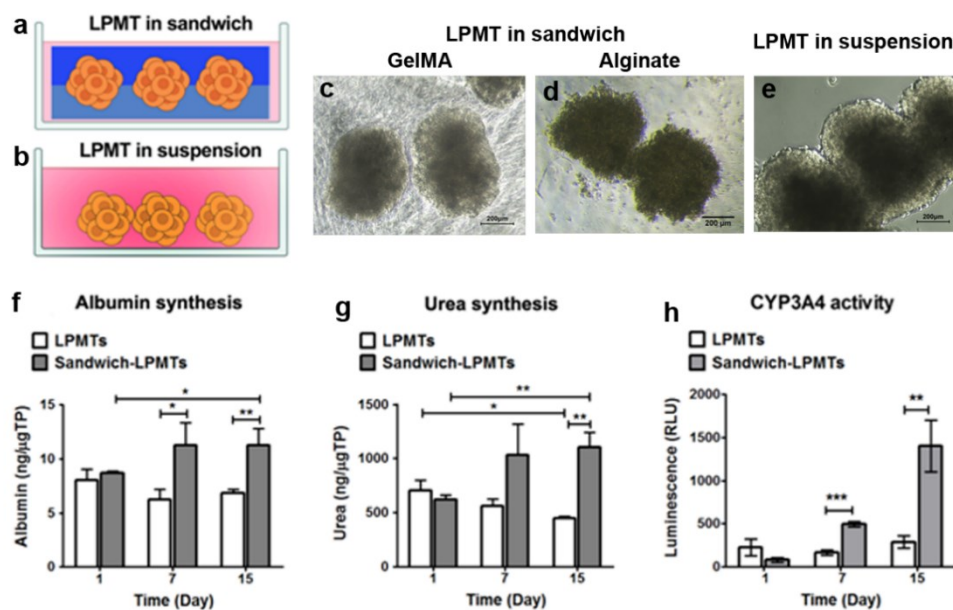 a
LPMT in sandwich
b
LPMT in suspension
LPMT in sandwich
GelMA
Alginate
LPMT in suspension
c
200µm
d
200 µm
e
200µm
f
Albumin synthesis
LPMTs
Sandwich-LPMTs
*
*
**
15
10
5
0
Albumin (ng/µgTP)
1
7
15
Time (Day)
g
Urea synthesis
LPMTs
Sandwich-LPMTs
**
*
**
1500
1000
500
0
Urea (ng/µgTP)
1
7
15
Time (Day)
h
CYP3A4 activity
LPMTs
Sandwich-LPMTs
**
***
2000
1500
1000
500
0
Luminescence (RLU)
1
7
15
Time (Day)